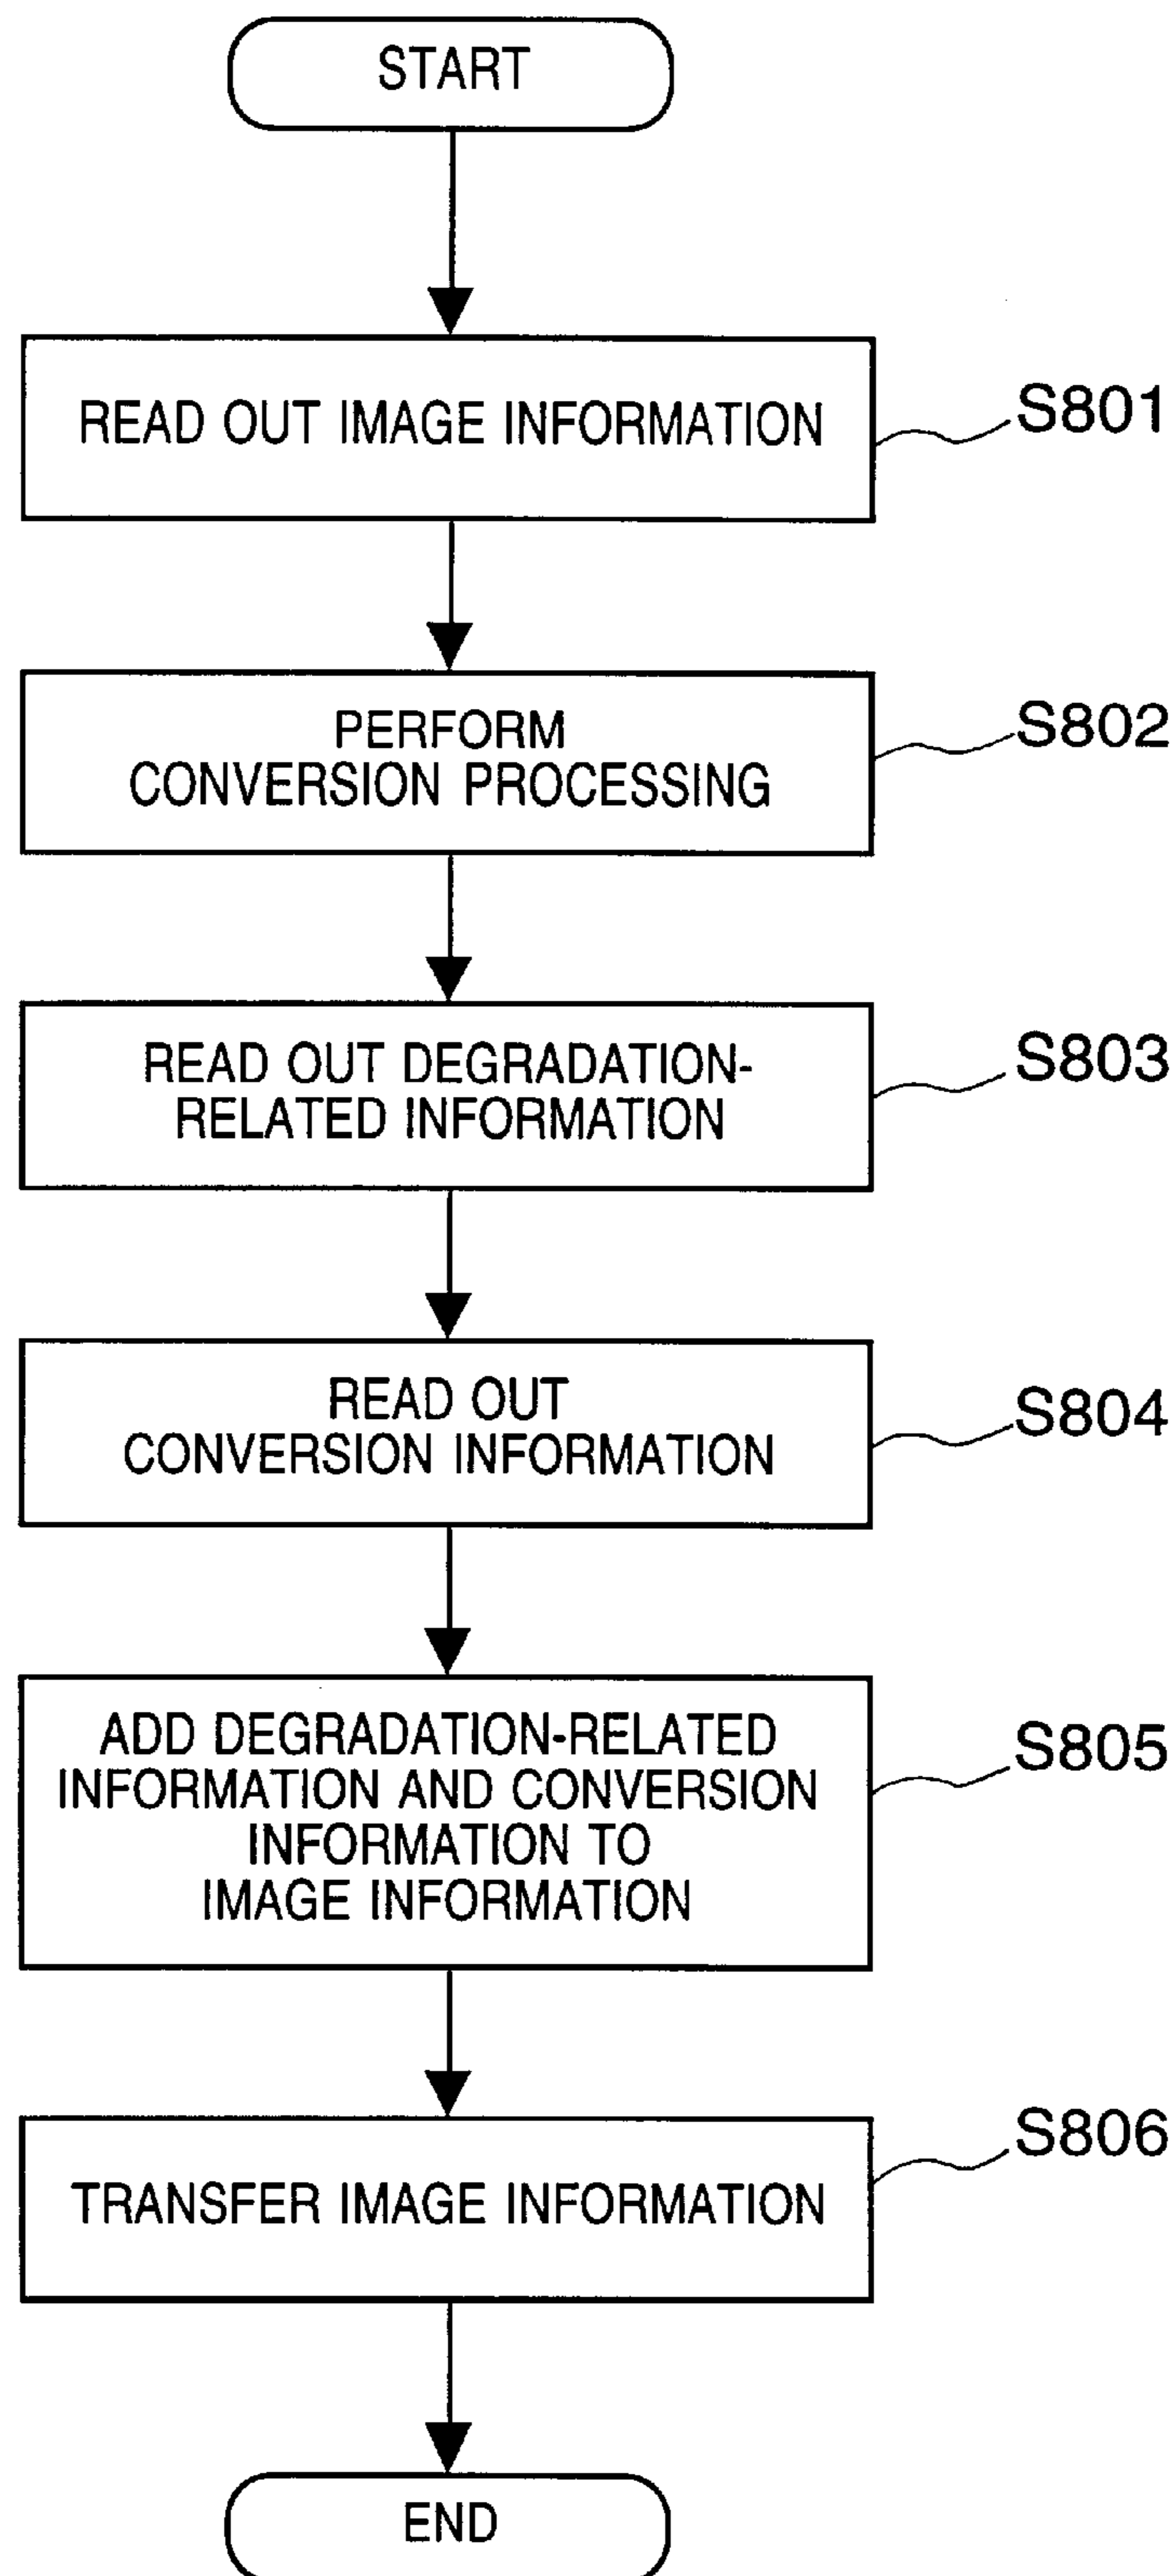 START
READ OUT IMAGE INFORMATION
S801
PERFORM
CONVERSION PROCESSING
S802
READ OUT DEGRADATION-
RELATED INFORMATION
S803
READ OUT
CONVERSION INFORMATION
S804
ADD DEGRADATION-RELATED
INFORMATION AND CONVERSION
INFORMATION TO
IMAGE INFORMATION
S805
TRANSFER IMAGE INFORMATION
S806
END